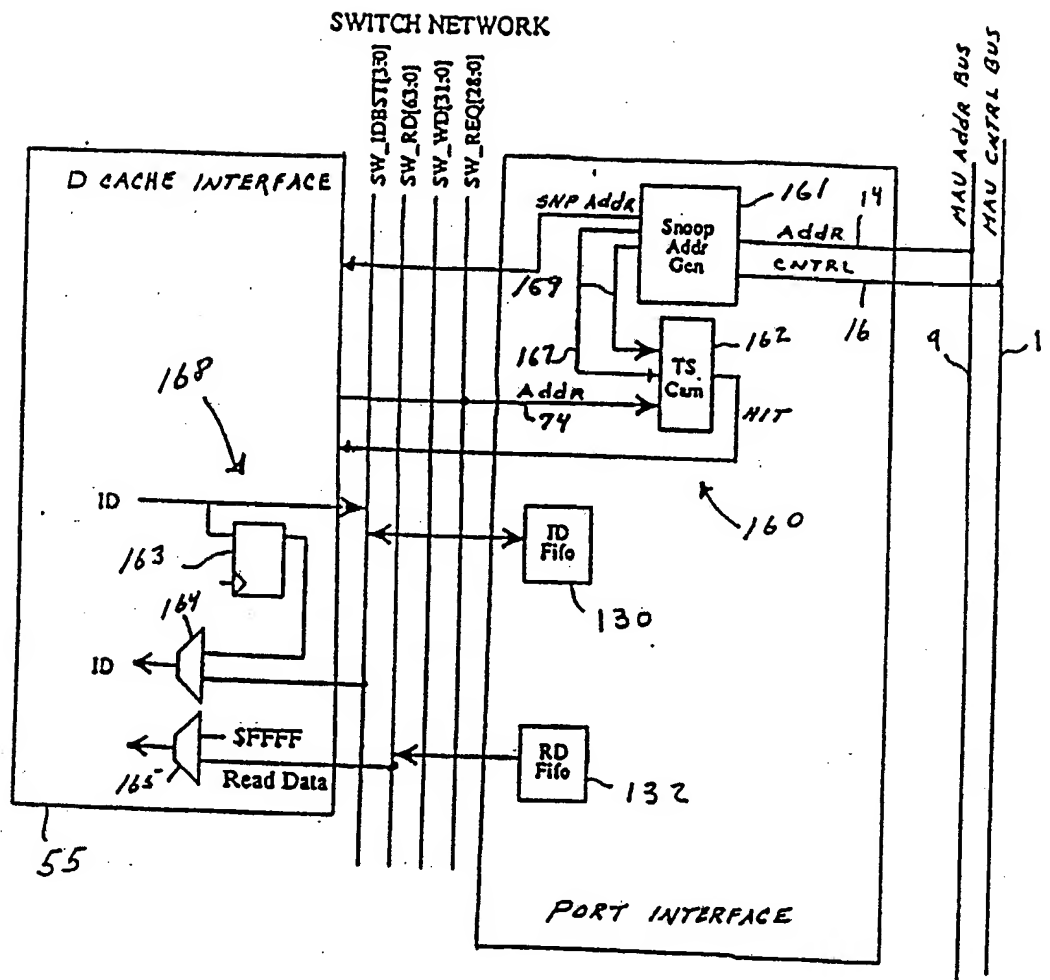 SWITCH NETWORK
SW_IDBST[3:0]
SW_RD[63:0]
SW_WD[31:0]
SW_REQ[28:0]
MAU Addr BUS
MAU CNTRL BUS
D CACHE INTERFACE
SNP Addr
Snoop
Addr
Gen
161
14
AddR
CNTRL
16
169
167
TS.
Cam
162
9
1
168
AddR
74
HIT
160
ID
163
ID
Fifo
130
164
ID
$FFFF
165
Read Data
RD
Fifo
132
55
PORT INTERFACE